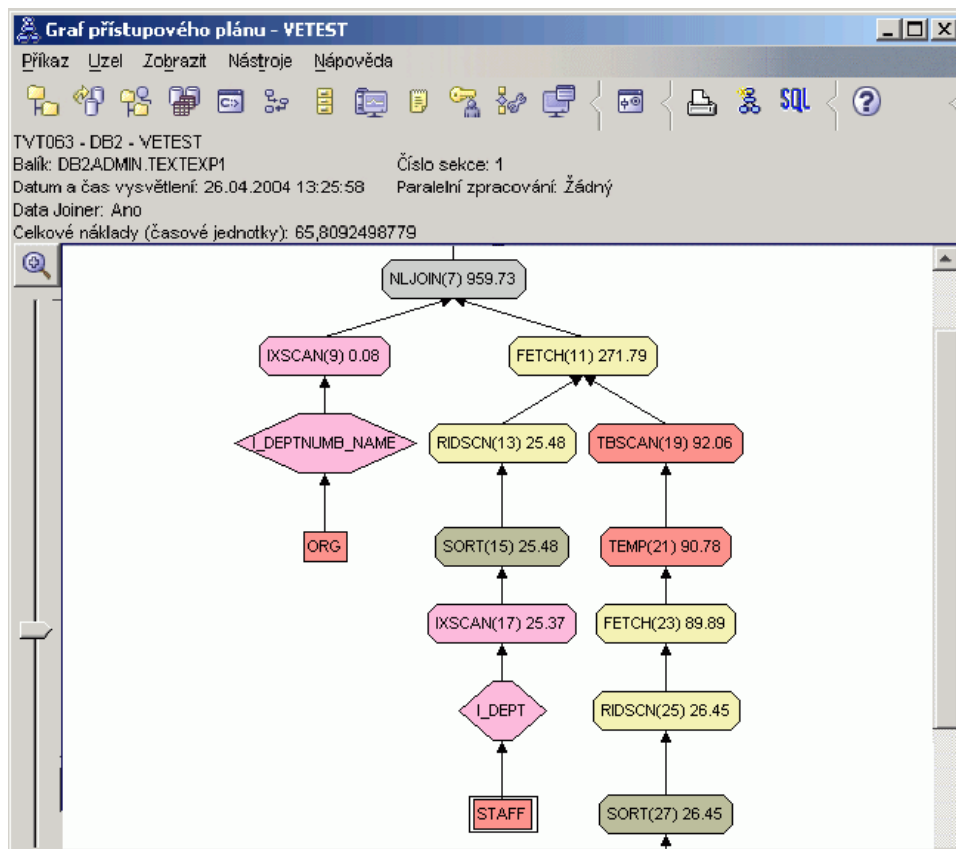 Graf přístupového plánu - VETEST
Příkaz Uzel Zobrazit Nástroje Nápověda
SQL ?
TVT063 - DB2 - VETEST
Balík: DB2ADMIN.TEXTEXP1 Číslo sekce: 1
Datum a čas vysvětlení: 26.04.2004 13:25:58 Paralelní zpracování: Žádný
Data Joiner: Ano
Celkové náklady (časové jednotky): 65,8092498779
NLJOIN(7) 959.73
IXSCAN(9) 0.08 FETCH(11) 271.79
I_DEPTNUMB_NAME RIDSCN(13) 25.48 TBSCAN(19) 92.06
ORG SORT(15) 25.48 TEMP(21) 90.78
IXSCAN(17) 25.37 FETCH(23) 89.89
I_DEPT RIDSCN(25) 26.45
STAFF SORT(27) 26.45